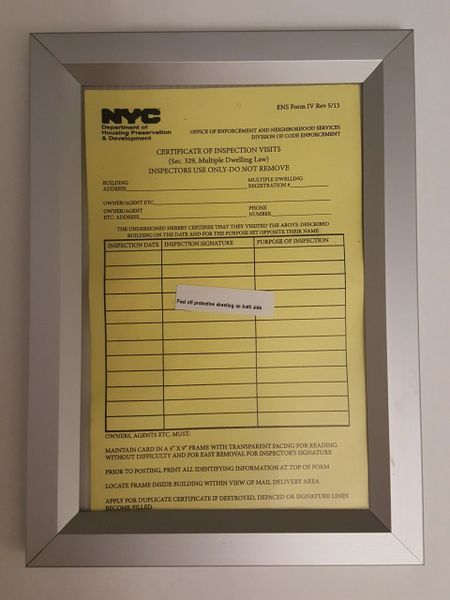 ENS Form IV Rev 5/13
NYC
Department of
Housing Preservation
& Development
OFFICE OF ENFORCEMENT AND NEIGHBORHOOD SERVICES
DIVISION OF CODE ENFORCEMENT
CERTIFICATE OF INSPECTION VISITS
(Sec. 329, Multiple Dwelling Law)
INSPECTORS USE ONLY-DO NOT REMOVE
BUILDING ADDRESS
MULTIPLE DWELLING REGISTRATION #
OWNER/AGENT ETC.
OWNER/AGENT ETC. ADDRESS
PHONE NUMBER
THE UNDERSIGNED HEREBY CERTIFIES THAT THEY VISITED THE ABOVE-DESCRIBED
BUILDING ON THE DATE AND FOR THE PURPOSE SET OPPOSITE THEIR NAME
INSPECTION DATE INSPECTION SIGNATURE PURPOSE OF INSPECTION
Peel off protective sheeting on both side
OWNERS, AGENTS ETC. MUST:
MAINTAIN CARD IN A 6" X 9" FRAME WITH TRANSPARENT FACING FOR READING
WITHOUT DIFFICULTY AND FOR EASY REMOVAL FOR INSPECTOR'S SIGNATURE
PRIOR TO POSTING, PRINT ALL IDENTIFYING INFORMATION AT TOP OF FORM
LOCATE FRAME INSIDE BUILDING WITHIN VIEW OF MAIL DELIVERY AREA
APPLY FOR DUPLICATE CERTIFICATE IF DESTROYED, DEFACED OR SIGNATURE LINES
BECOME FILLED